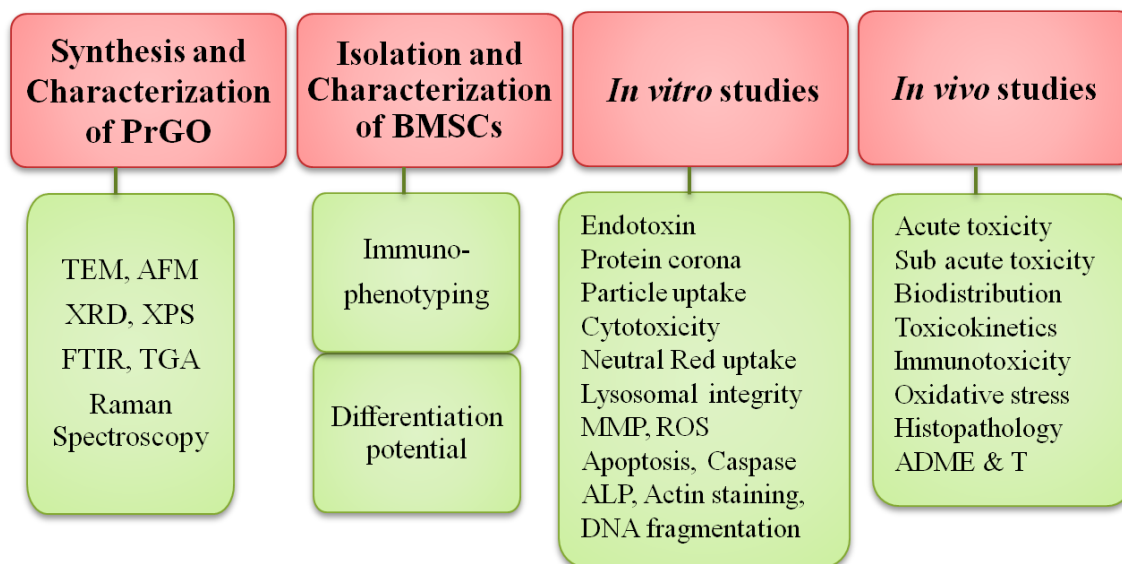 Synthesis and
Characterization
of PrGO
TEM, AFM
XRD, XPS
FTIR, TGA
Raman
Spectroscopy
Isolation and
Characterization
of BMSCs
Immuno-
phenotyping
Differentiation
potential
In vitro studies
Endotoxin
Protein corona
Particle uptake
Cytotoxicity
Neutral Red uptake
Lysosomal integrity
MMP, ROS
Apoptosis, Caspase
ALP, Actin staining,
DNA fragmentation
In vivo studies
Acute toxicity
Sub acute toxicity
Biodistribution
Toxicokinetics
Immunotoxicity
Oxidative stress
Histopathology
ADME & T